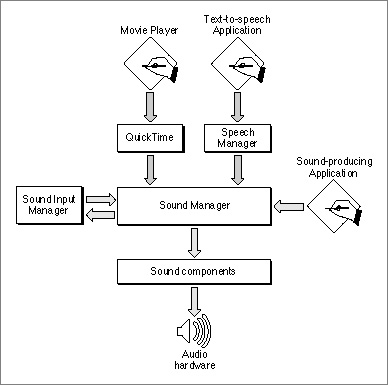 Movie Player
Text-to-speech
Application
QuickTime
Speech
Manager
Sound-producing
Application
Sound Input
Manager
Sound Manager
Sound components
Audio
hardware